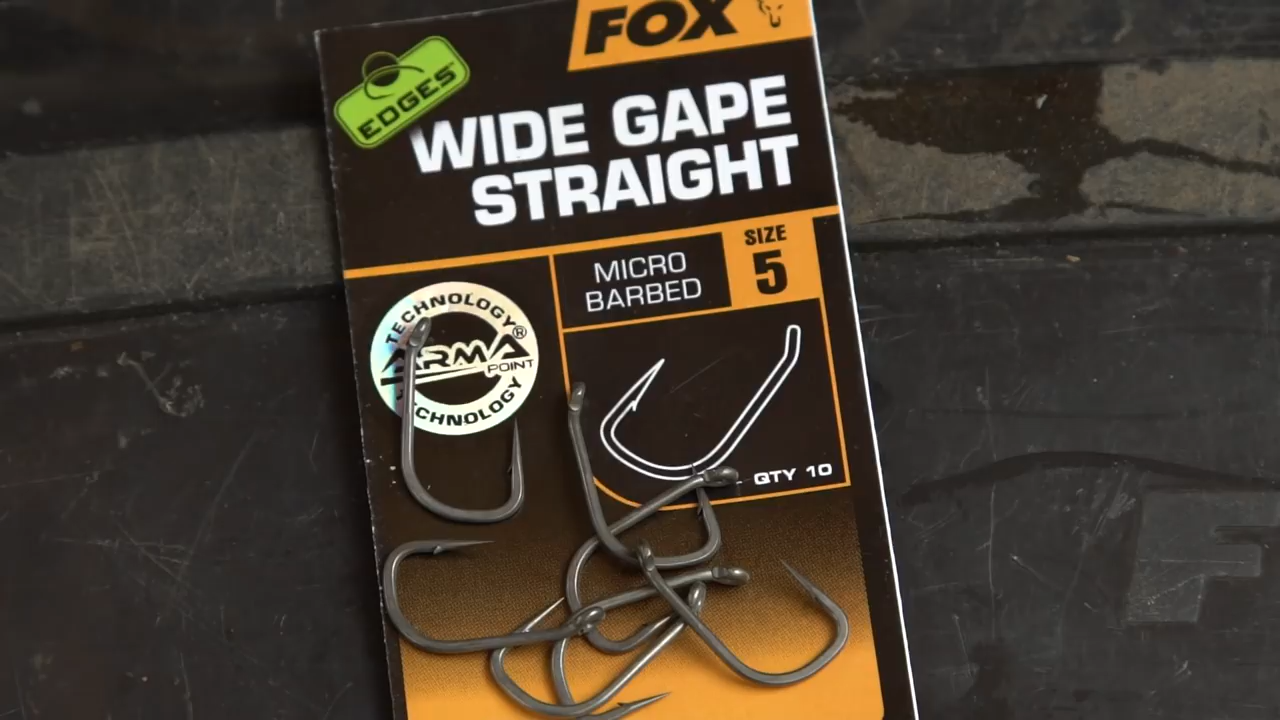 FOX
EDGES
WIDE GAPE
STRAIGHT
SIZE
5
MICRO
BARBED
TECHNOLOGY
ARMA
®
POINT
TECHNOLOGY
QTY 10